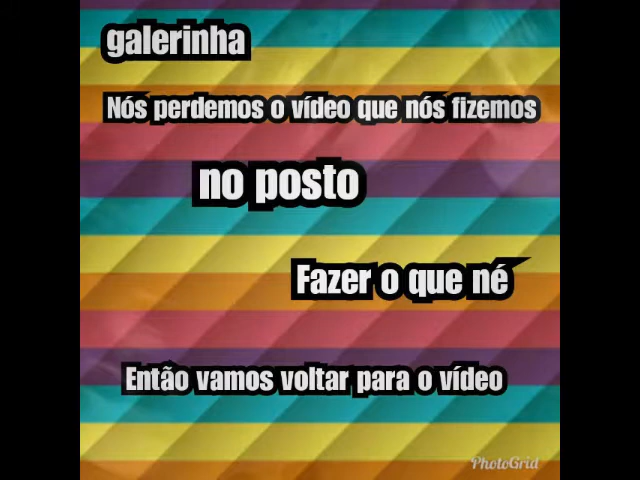 galerinha
Nós perdemos o vídeo que nós fizemos
no posto
Fazer o que né
Então vamos voltar para o vídeo
PhotoGrid